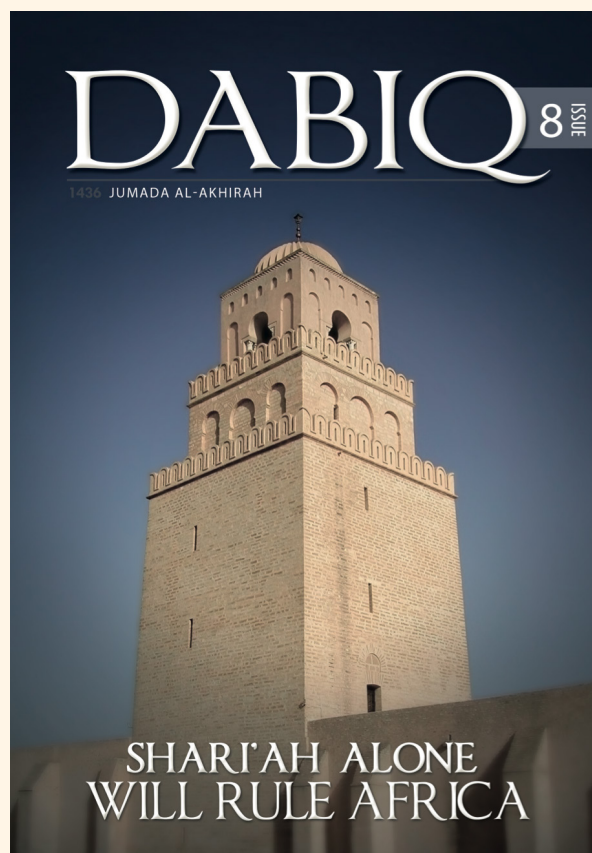 DABIQ
8 ISSUE
1436 JUMADA AL-AKHIRAH
SHARI'AH ALONE
WILL RULE AFRICA